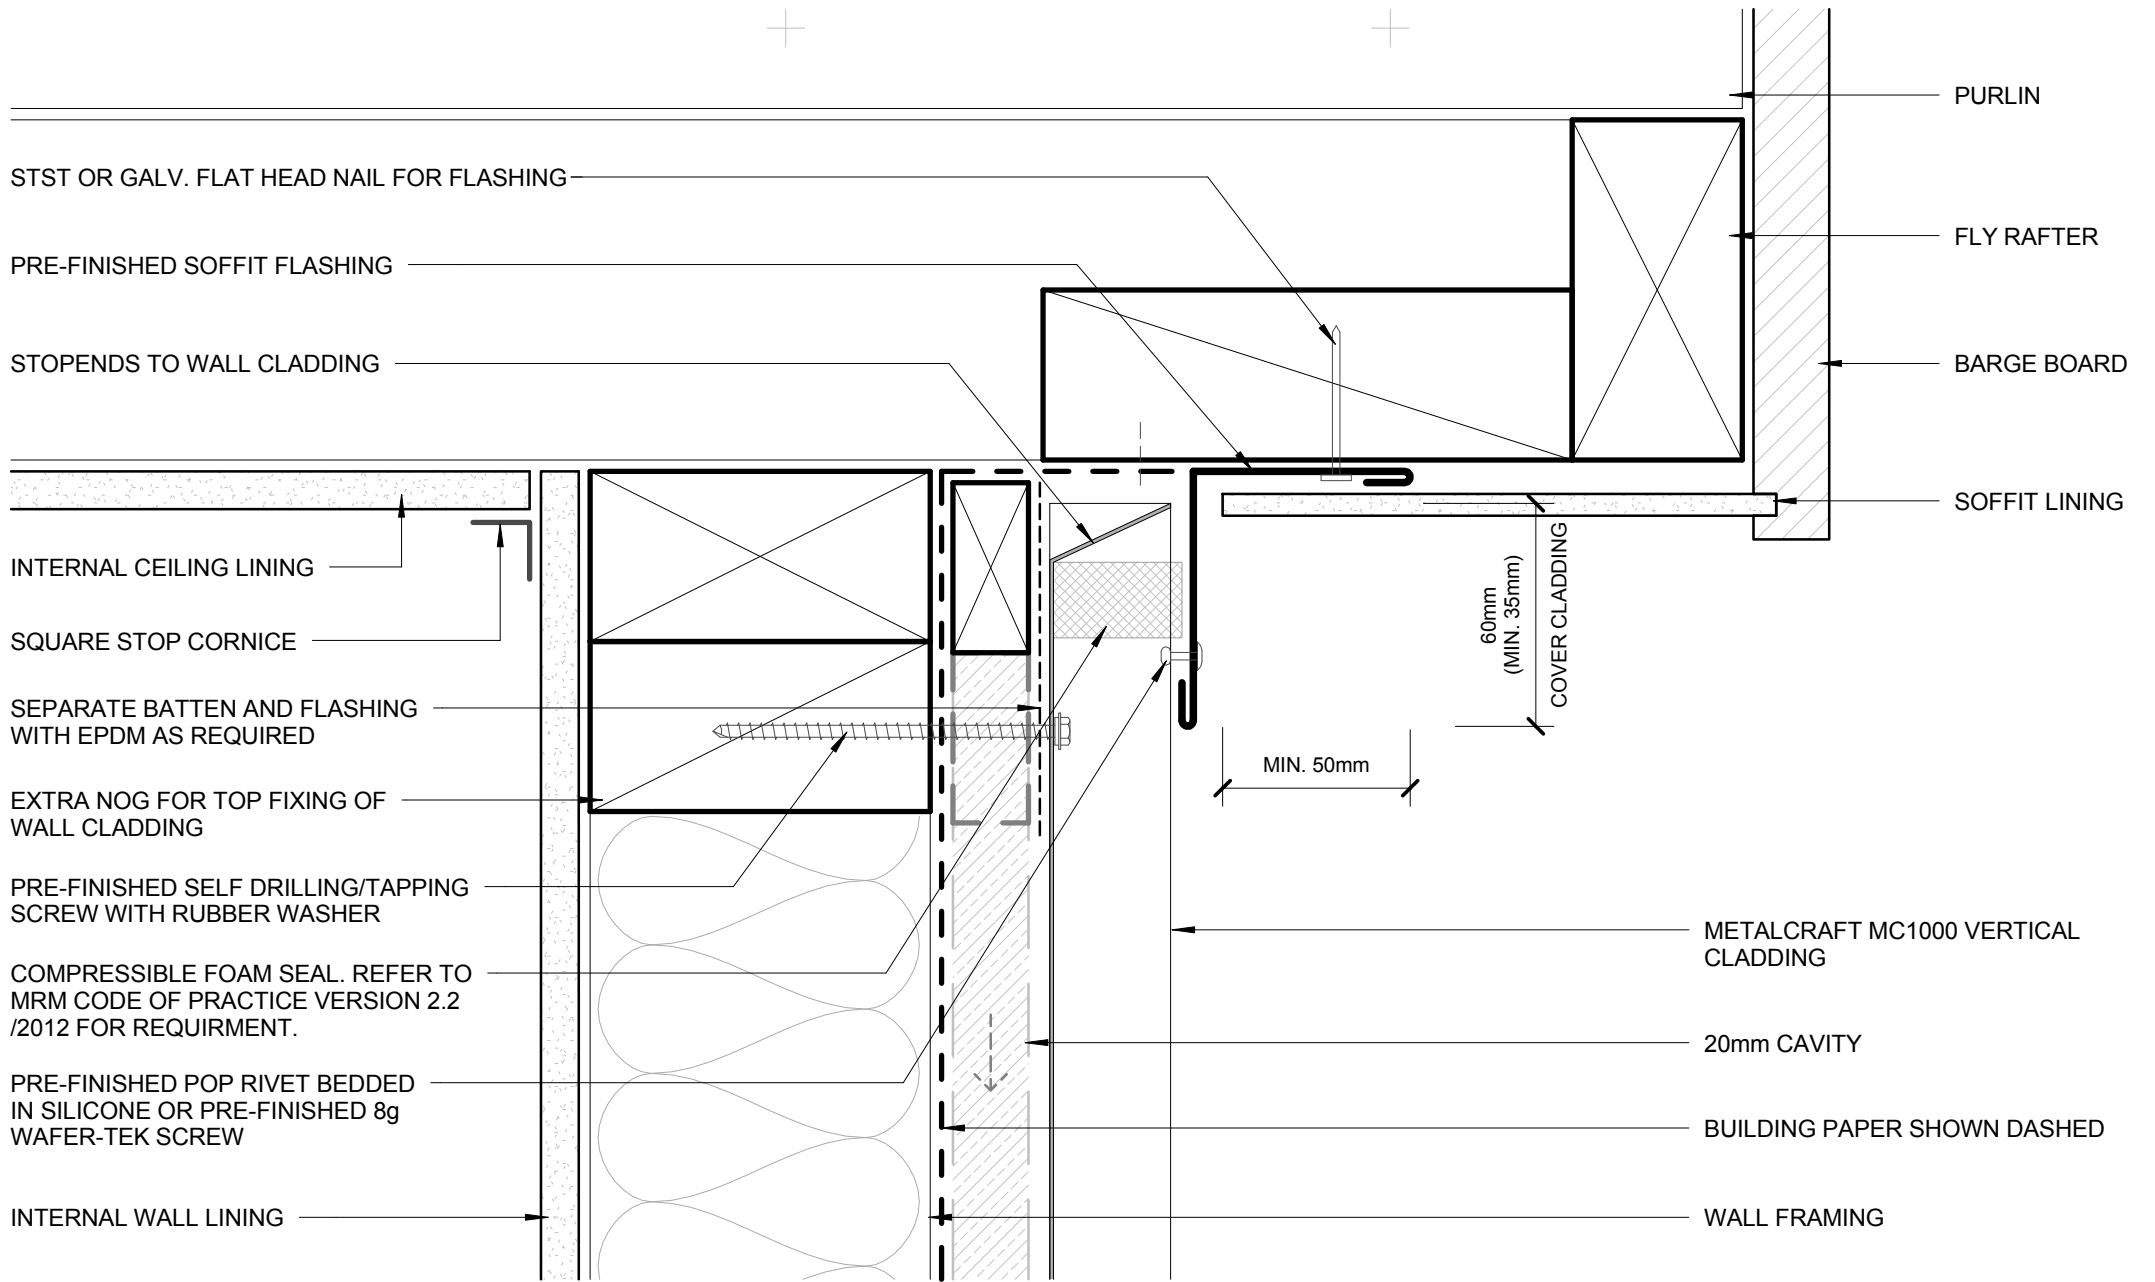 STST OR GALV. FLAT HEAD NAIL FOR FLASHING
PRE-FINISHED SOFFIT FLASHING
STOPENDS TO WALL CLADDING
INTERNAL CEILING LINING
SQUARE STOP CORNICE
SEPARATE BATTEN AND FLASHING
WITH EPDM AS REQUIRED
EXTRA NOG FOR TOP FIXING OF
WALL CLADDING
PRE-FINISHED SELF DRILLING/TAPPING
SCREW WITH RUBBER WASHER
COMPRESSIBLE FOAM SEAL. REFER TO
MRM CODE OF PRACTICE VERSION 2.2
/2012 FOR REQUIRMENT.
PRE-FINISHED POP RIVET BEDDED
IN SILICONE OR PRE-FINISHED 8g
WAFER-TEK SCREW
INTERNAL WALL LINING
60mm
(MIN. 35mm)
COVER CLADDING
MIN. 50mm
PURLIN
FLY RAFTER
BARGE BOARD
SOFFIT LINING
METALCRAFT MC1000 VERTICAL
CLADDING
20mm CAVITY
BUILDING PAPER SHOWN DASHED
WALL FRAMING